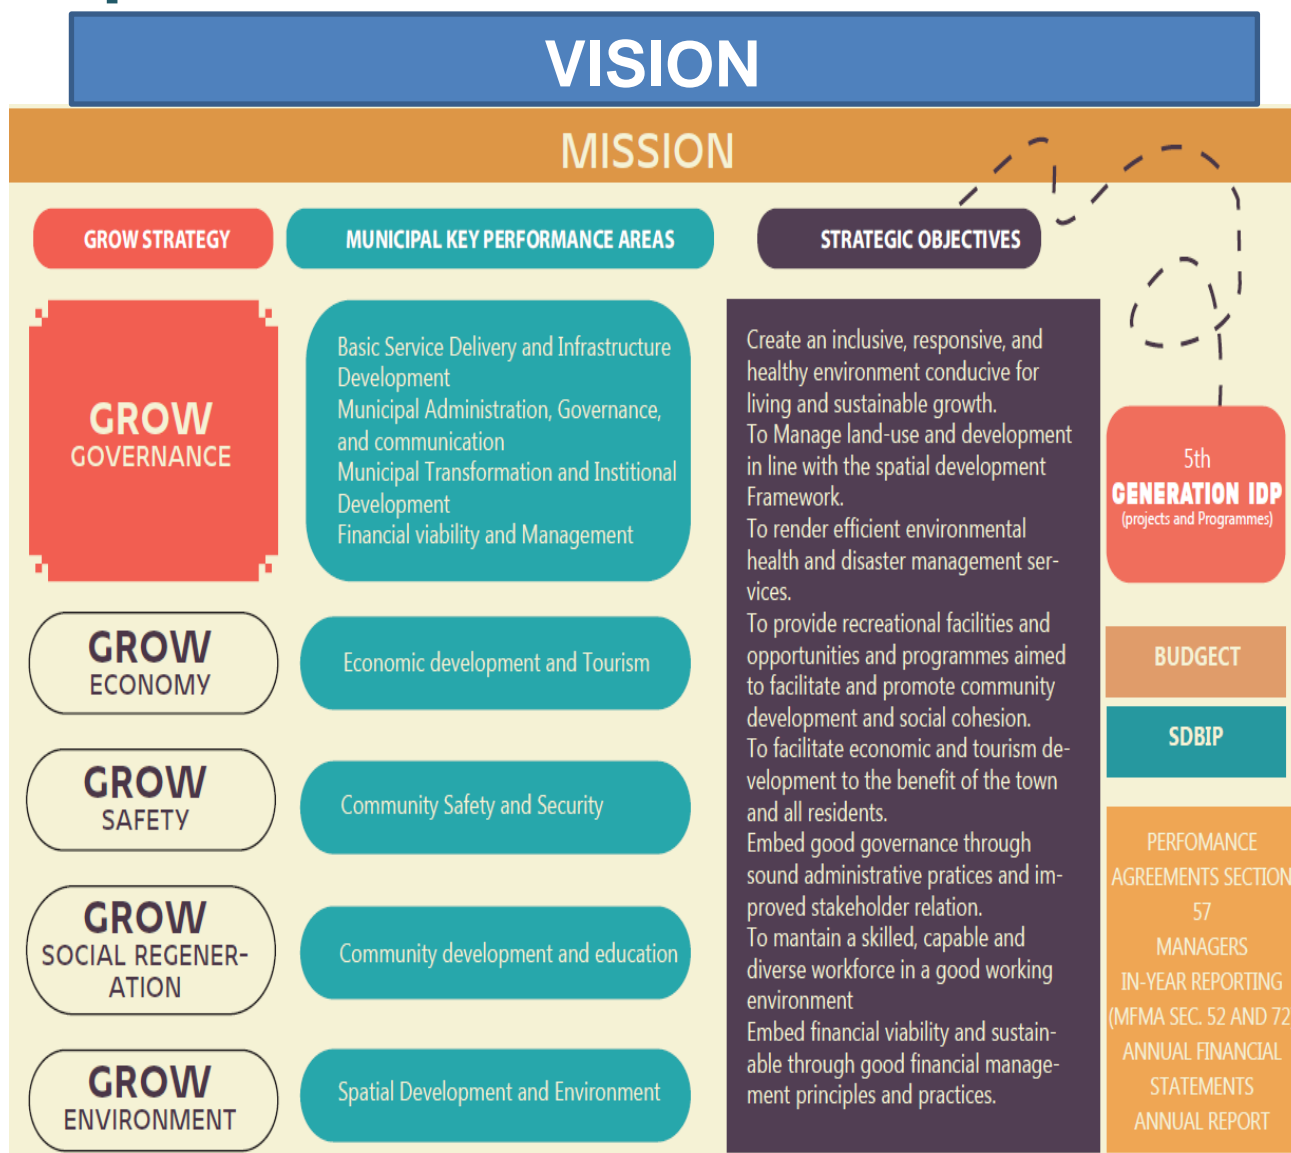 VISION
MISSION
GROW STRATEGY
MUNICIPAL KEY PERFORMANCE AREAS
STRATEGIC OBJECTIVES
GROW
GOVERNANCE
Basic Service Delivery and Infrastructure
Development
Municipal Administration, Governance,
and communication
Municipal Transformation and Institional
Development
Financial viability and Management
GROW
ECONOMY
Economic development and Tourism
GROW
SAFETY
Community Safety and Security
GROW
SOCIAL REGENER-
ATION
Community development and education
GROW
ENVIRONMENT
Spatial Development and Environment
Create an inclusive, responsive, and
healthy environment conducive for
living and sustainable growth.
To Manage land-use and development
in line with the spatial development
Framework.
To render efficient environmental
health and disaster management ser-
vices.
To provide recreational facilities and
opportunities and programmes aimed
to facilitate and promote community
development and social cohesion.
To facilitate economic and tourism de-
velopment to the benefit of the town
and all residents.
Embed good governance through
sound administrative pratices and im-
proved stakeholder relation.
To mantain a skilled, capable and
diverse workforce in a good working
environment
Embed financial viability and sustain-
able through good financial manage-
ment principles and practices.
5th
GENERATION IDP
(projects and Programmes)
BUDGECT
SDBIP
PERFOMANCE
AGREEMENTS SECTION
57
MANAGERS
IN-YEAR REPORTING
(MFMA SEC. 52 AND 72
ANNUAL FINANCIAL
STATEMENTS
ANNUAL REPORT